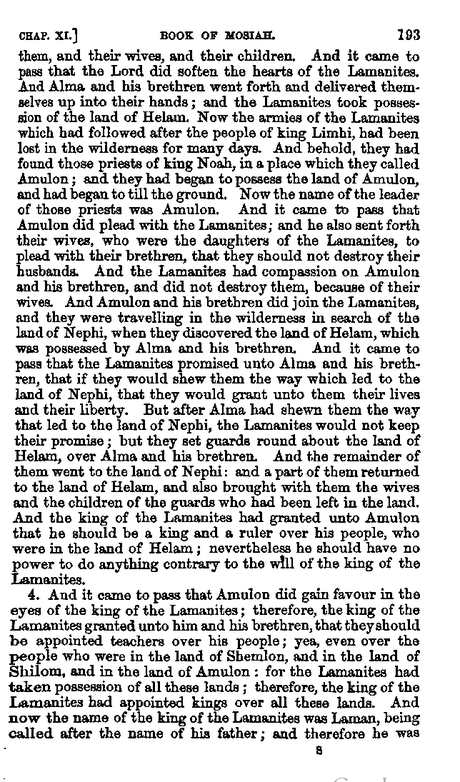 CHAP. XI.] BOOK OF MOSIAH. 193
them, and their wives, and their children. And it came to
pass that the Lord did soften the hearts of the Lamanites.
And Alma and his brethren went forth and delivered them-
selves up into their hands; and the Lamanites took posses-
sion of the land of Helam. Now the armies of the Lamanites
which had followed after the people of king Limhi, had been
lost in the wilderness for many days. And behold, they had
found those priests of king Noah, in a place which they called
Amulon; and they had began to possess the land of Amulon,
and had began to till the ground. Now the name of the leader
of those priests was Amulon. And it came to pass that
Amulon did plead with the Lamanites; and he also sent forth
their wives, who were the daughters of the Lamanites, to
plead with their brethren, that they should not destroy their
husbands. And the Lamanites had compassion on Amulon
and his brethren, and did not destroy them, because of their
wives. And Amulon and his brethren did join the Lamanites,
and they were travelling in the wilderness in search of the
land of Nephi, when they discovered the land of Helam, which
was possessed by Alma and his brethren. And it came to
pass that the Lamanites promised unto Alma and his breth-
ren, that if they would shew them the way which led to the
land of Nephi, that they would grant unto them their lives
and their liberty. But after Alma had shewn them the way
that led to the land of Nephi, the Lamanites would not keep
their promise; but they set guards round about the land of
Helam, over Alma and his brethren. And the remainder of
them went to the land of Nephi: and a part of them returned
to the land of Helam, and also brought with them the wives
and the children of the guards who had been left in the land.
And the king of the Lamanites had granted unto Amulon
that he should be a king and a ruler over his people, who
were in the land of Helam; nevertheless he should have no
power to do anything contrary to the will of the king of the
Lamanites.
4. And it came to pass that Amulon did gain favour in the
eyes of the king of the Lamanites; therefore, the king of the
Lamanites granted unto him and his brethren, that they should
be appointed teachers over his people; yea, even over the
people who were in the land of Shemlon, and in the land of
Shilom, and in the land of Amulon: for the Lamanites had
taken possession of all these lands; therefore, the king of the
Lamanites had appointed kings over all these lands. And
now the name of the king of the Lamanites was Laman, being
called after the name of his father; and therefore he was
8